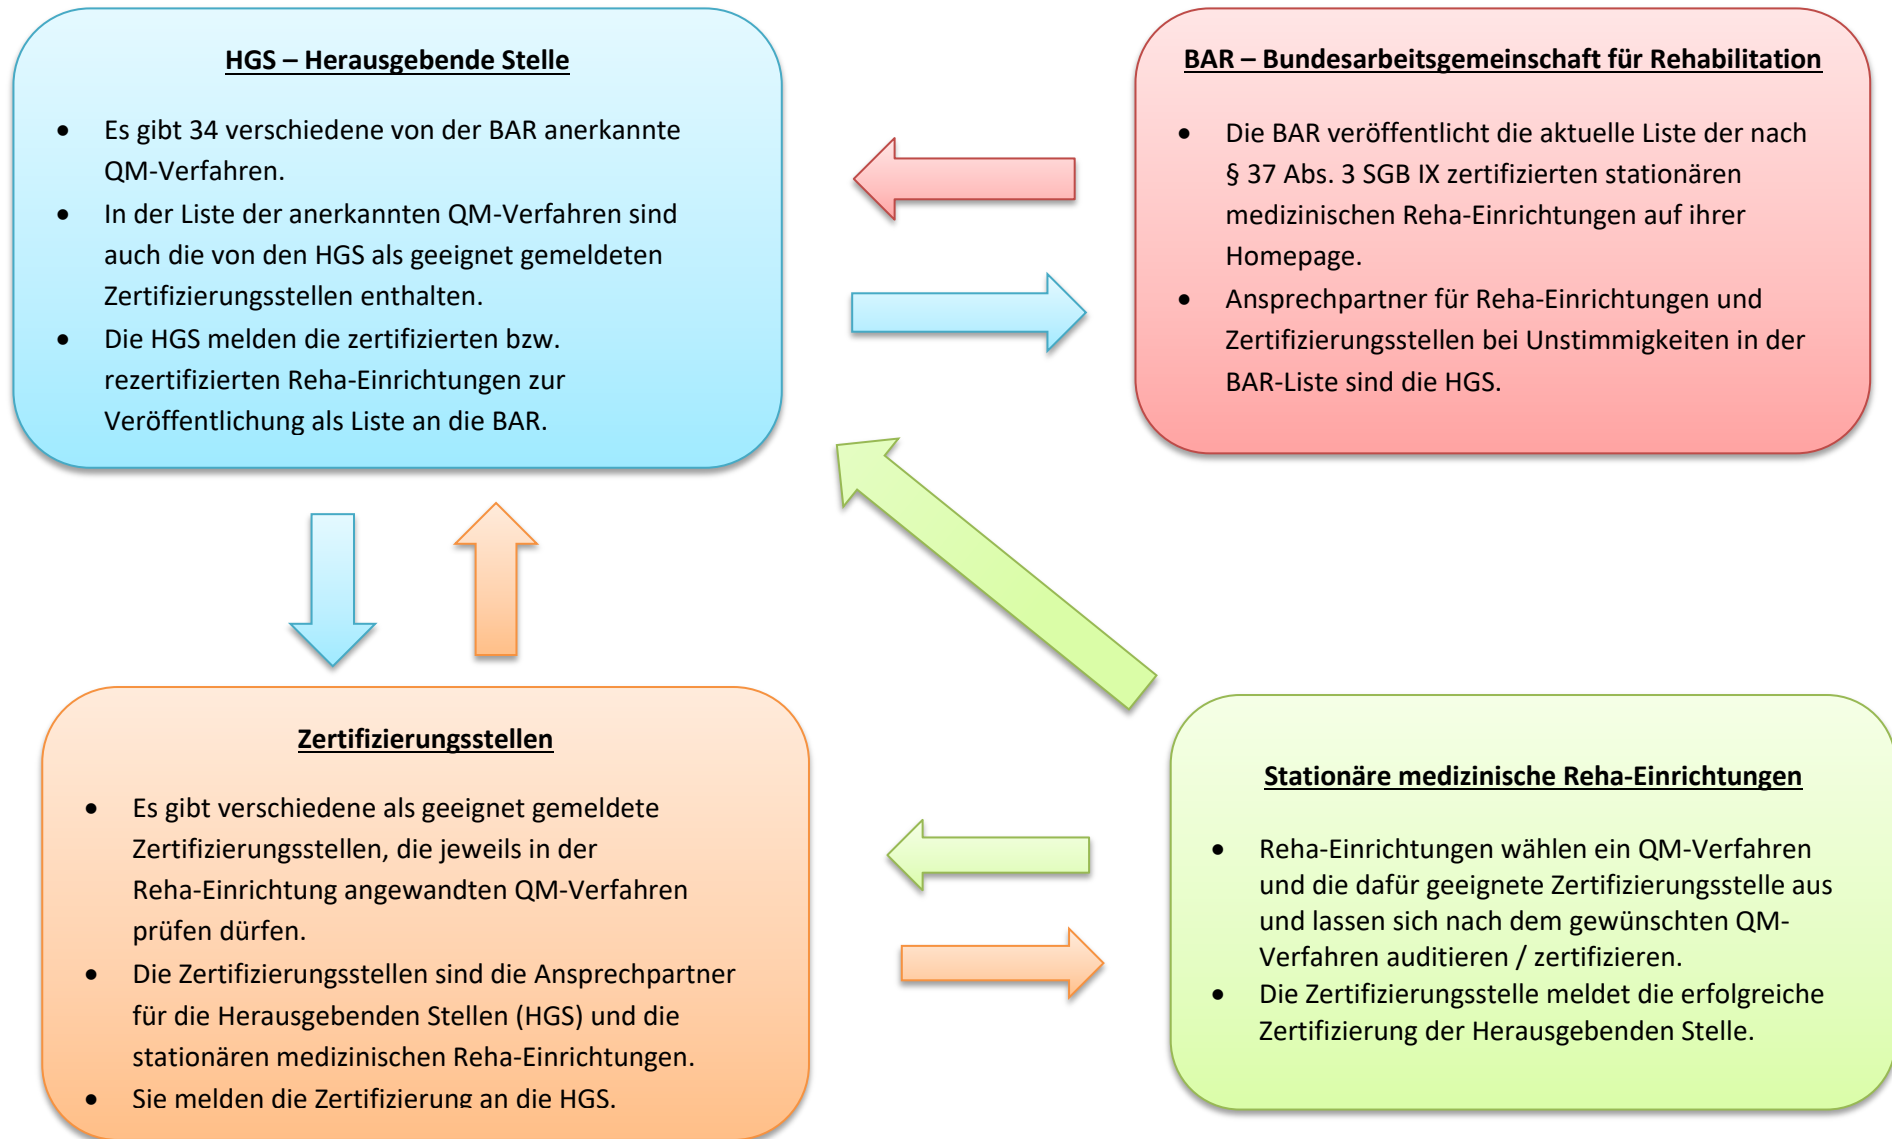 HGS – Herausgebende Stelle
• Es gibt 34 verschiedene von der BAR anerkannte
QM-Verfahren.
• In der Liste der anerkannten QM-Verfahren sind
auch die von den HGS als geeignet gemeldeten
Zertifizierungsstellen enthalten.
• Die HGS melden die zertifizierten bzw.
rezertifizierten Reha-Einrichtungen zur
Veröffentlichung als Liste an die BAR.
BAR – Bundesarbeitsgemeinschaft für Rehabilitation
• Die BAR veröffentlicht die aktuelle Liste der nach
§ 37 Abs. 3 SGB IX zertifizierten stationären
medizinischen Reha-Einrichtungen auf ihrer
Homepage.
• Ansprechpartner für Reha-Einrichtungen und
Zertifizierungsstellen bei Unstimmigkeiten in der
BAR-Liste sind die HGS.
Zertifizierungsstellen
• Es gibt verschiedene als geeignet gemeldete
Zertifizierungsstellen, die jeweils in der
Reha-Einrichtung angewandten QM-Verfahren
prüfen dürfen.
• Die Zertifizierungsstellen sind die Ansprechpartner
für die Herausgebenden Stellen (HGS) und die
stationären medizinischen Reha-Einrichtungen.
• Sie melden die Zertifizierung an die HGS.
Stationäre medizinische Reha-Einrichtungen
• Reha-Einrichtungen wählen ein QM-Verfahren
und die dafür geeignete Zertifizierungsstelle aus
und lassen sich nach dem gewünschten QM-
Verfahren auditieren / zertifizieren.
• Die Zertifizierungsstelle meldet die erfolgreiche
Zertifizierung der Herausgebenden Stelle.